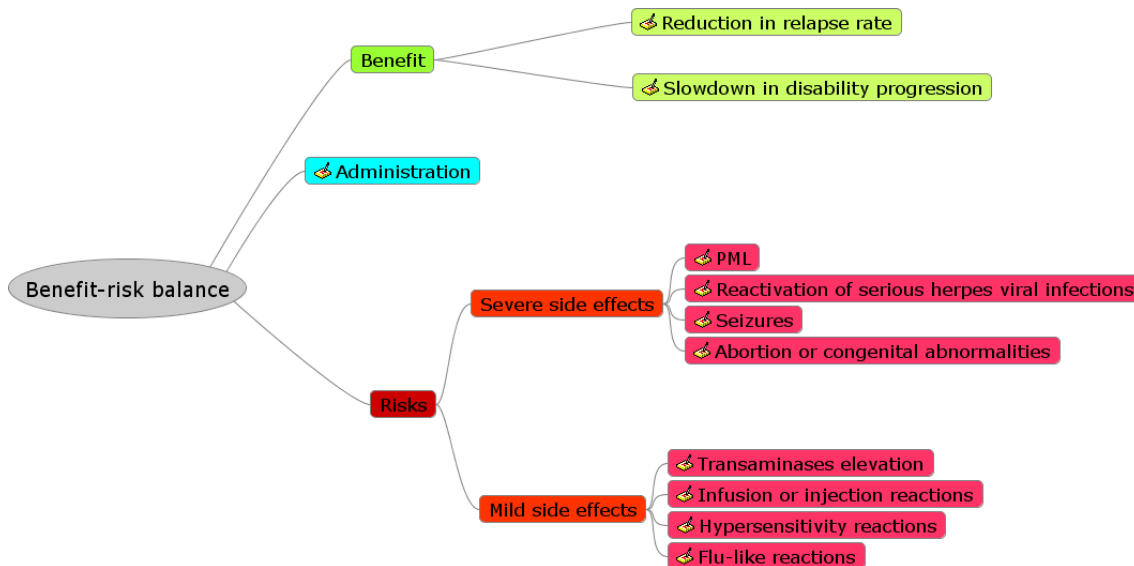 Reduction in relapse rate
Benefit
Slowdown in disability progression
Administration
Benefit-risk balance
PML
Reactivation of serious herpes viral infections
Severe side effects
Seizures
Abortion or congenital abnormalities
Risks
Transaminases elevation
Infusion or injection reactions
Mild side effects
Hypersensitivity reactions
Flu-like reactions